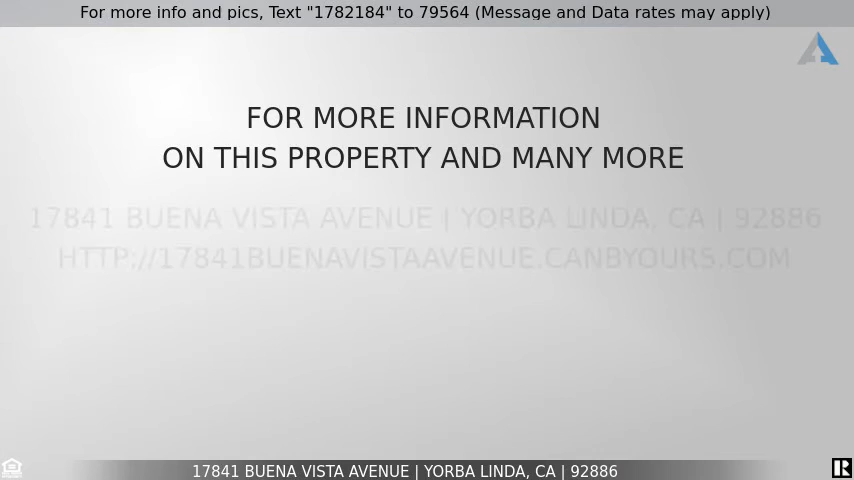 For more info and pics, Text "1782184" to 79564 (Message and Data rates may apply)
FOR MORE INFORMATION
ON THIS PROPERTY AND MANY MORE
17841 BUENA VISTA AVENUE | YORBA LINDA, CA | 92886
HTTP://17841BUENAVISTAAVENUE.CANBYOURS.COM
17841 BUENA VISTA AVENUE | YORBA LINDA, CA | 92886